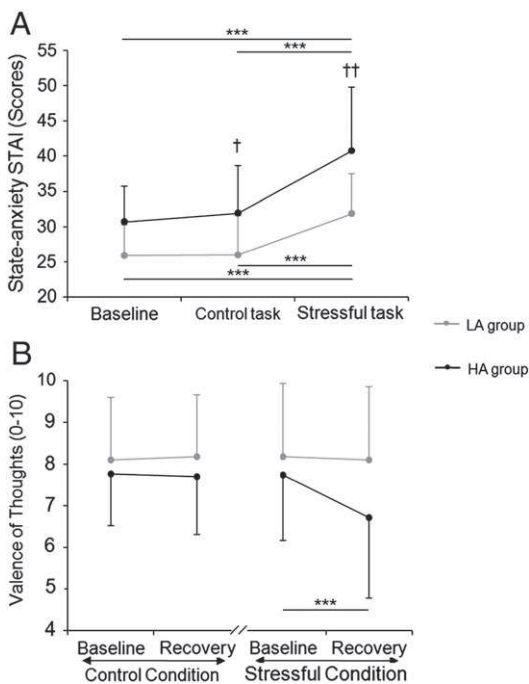 A
State-anxiety STAI (Scores)
55
50
45
40
35
30
25
20
***
***
††
†
***
***
Baseline
Control task
Stressful task
LA group
HA group
B
Valence of Thoughts (0-10)
10
9
8
7
6
5
4
***
//
Baseline Recovery Baseline Recovery
Control Condition Stressful Condition